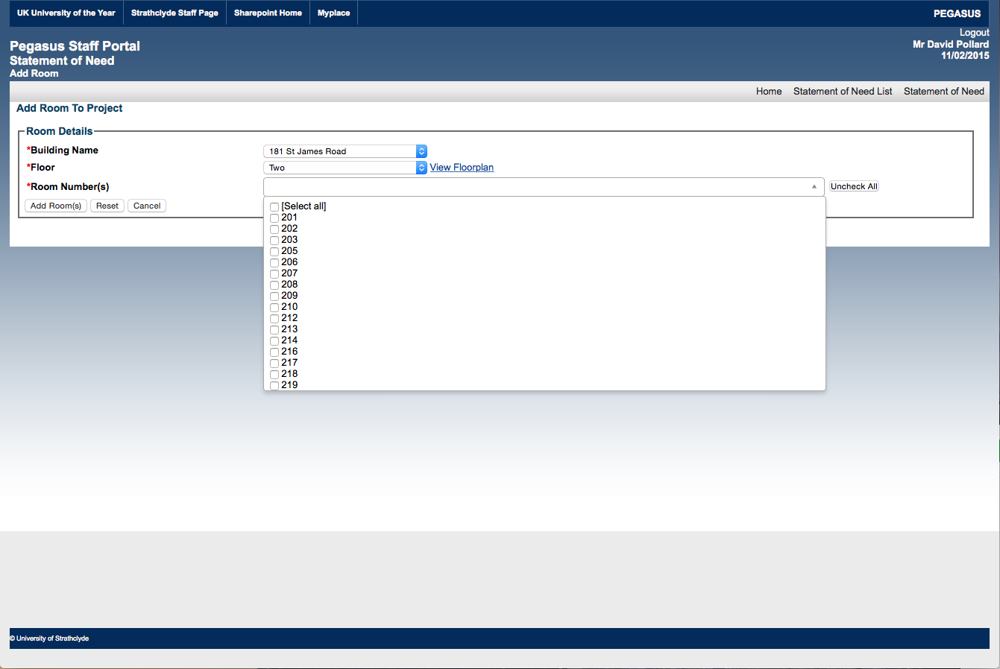 UK University of the Year Strathclyde Staff Page Sharepoint Home Myplace PEGASUS
Logout
Pegasus Staff Portal Mr David Pollard
Statement of Need 11/02/2015
Add Room
Home Statement of Need List Statement of Need
Add Room To Project
Room Details
*Building Name 181 St James Road
*Floor Two View Floorplan
*Room Number(s) Uncheck All
Add Room(s) Reset Cancel
[Select all]
201
202
203
205
206
207
208
209
210
212
213
214
216
217
218
219
© University of Strathclyde